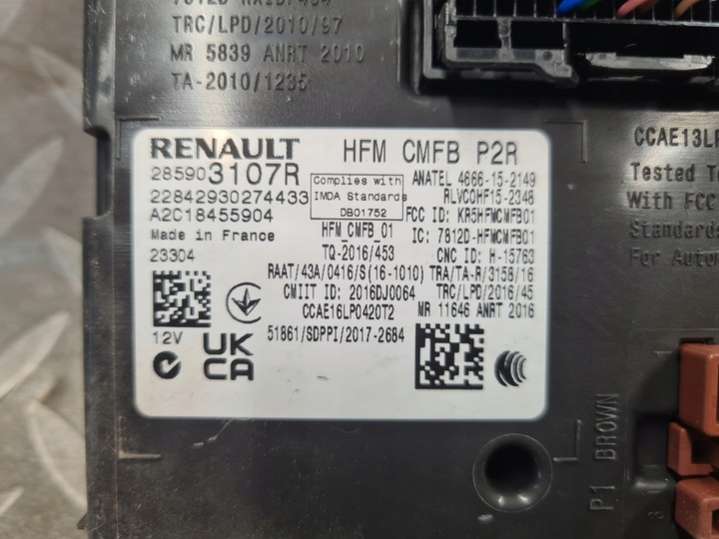 TRC/LPD/2010/97
MR 5839 ANRT 2010
TA-2010/1235
RENAULT HFM CMFB P2R
285903107R
22842930274433
A2C18455904
Made in France
23304
Complies with
IMDA Standards
DB01752
ANATEL 4666-15-2149
RLVCOHF15-2346
FCC ID: KR5HFMCMFB01
HFM_CMFB_01 IC: 7812D-HFMCMFB01
TQ-2016/453 CNC ID: H-15763
RAAT/43A/0416/S(16-1010) TRA/TA-R/3158/16
CMIIT ID: 2016DJ0064 TRC/LPD/2016/45
CCAE16LP0420T2 MR 11646 ANRT 2016
51861/SDPPI/2017-2684
12V
UK
CA
CCAE13LP
Tested To
With FCC
Standards
For Auto
P1 BROWN